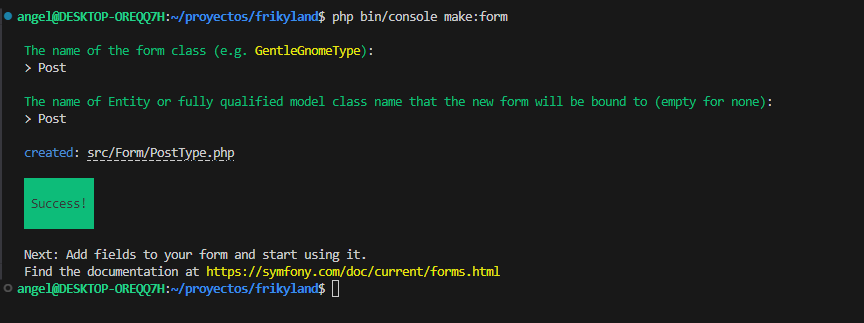 angel@DESKTOP-OREQQ7H:~/proyectos/frikyland$ php bin/console make:form
The name of the form class (e.g. GentleGnomeType):
> Post
The name of Entity or fully qualified model class name that the new form will be bound to (empty for none):
> Post
created: src/Form/PostType.php
Success!
Next: Add fields to your form and start using it.
Find the documentation at https://symfony.com/doc/current/forms.html
angel@DESKTOP-OREQQ7H:~/proyectos/frikyland$